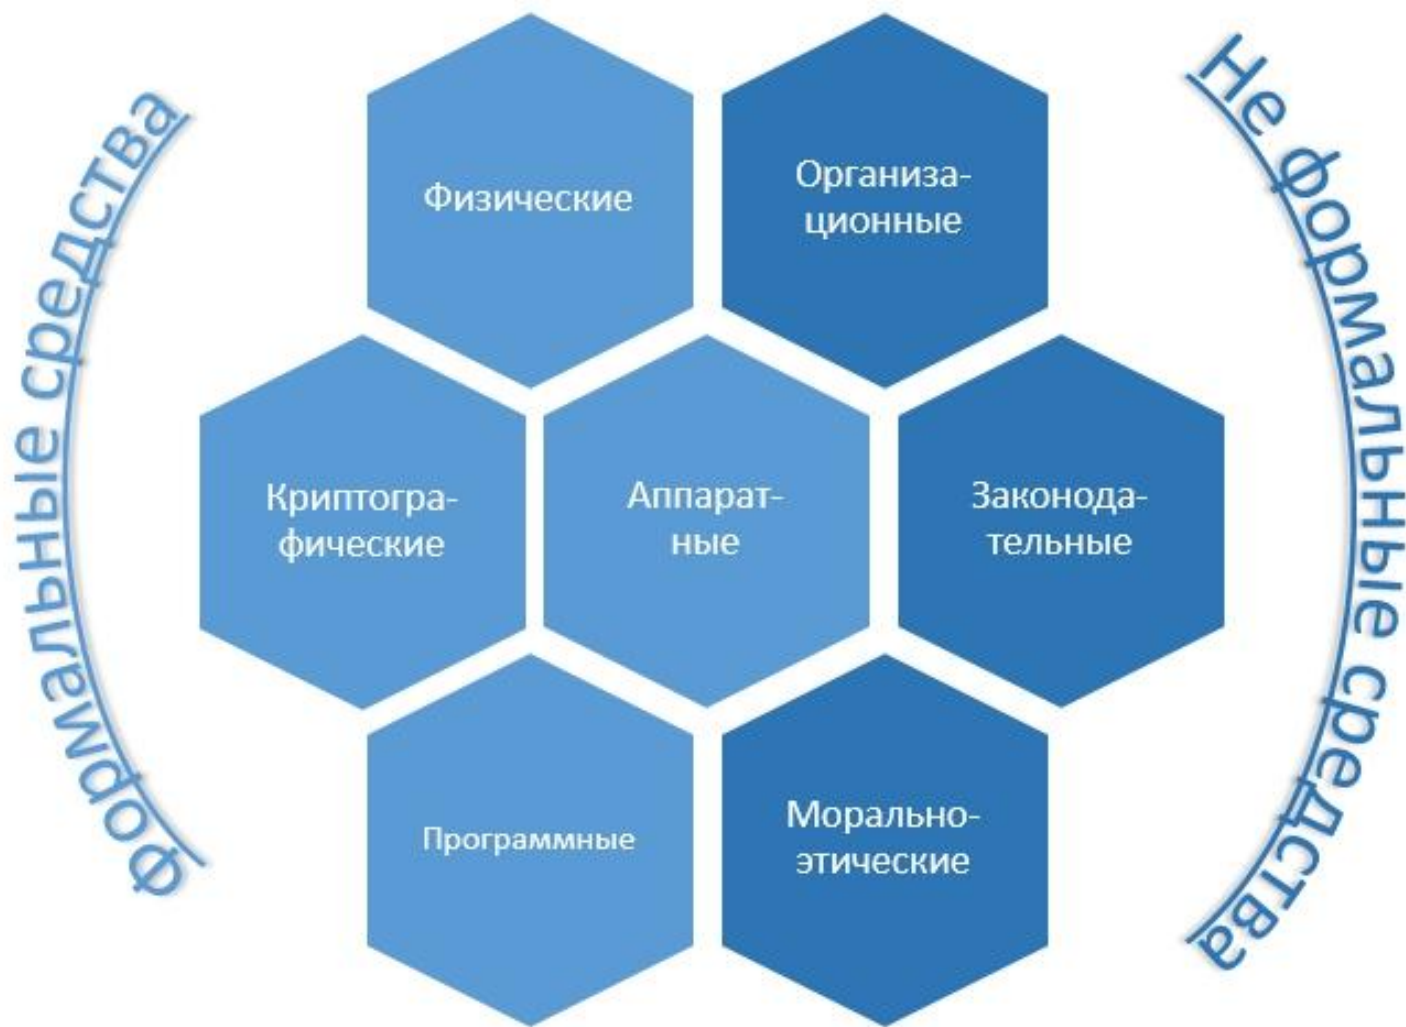 Формальные средства
Не формальные средства
Физические
Организа-
ционные
Криптогра-
фические
Аппарат-
ные
Законода-
тельные
Программные
Морально-
этические